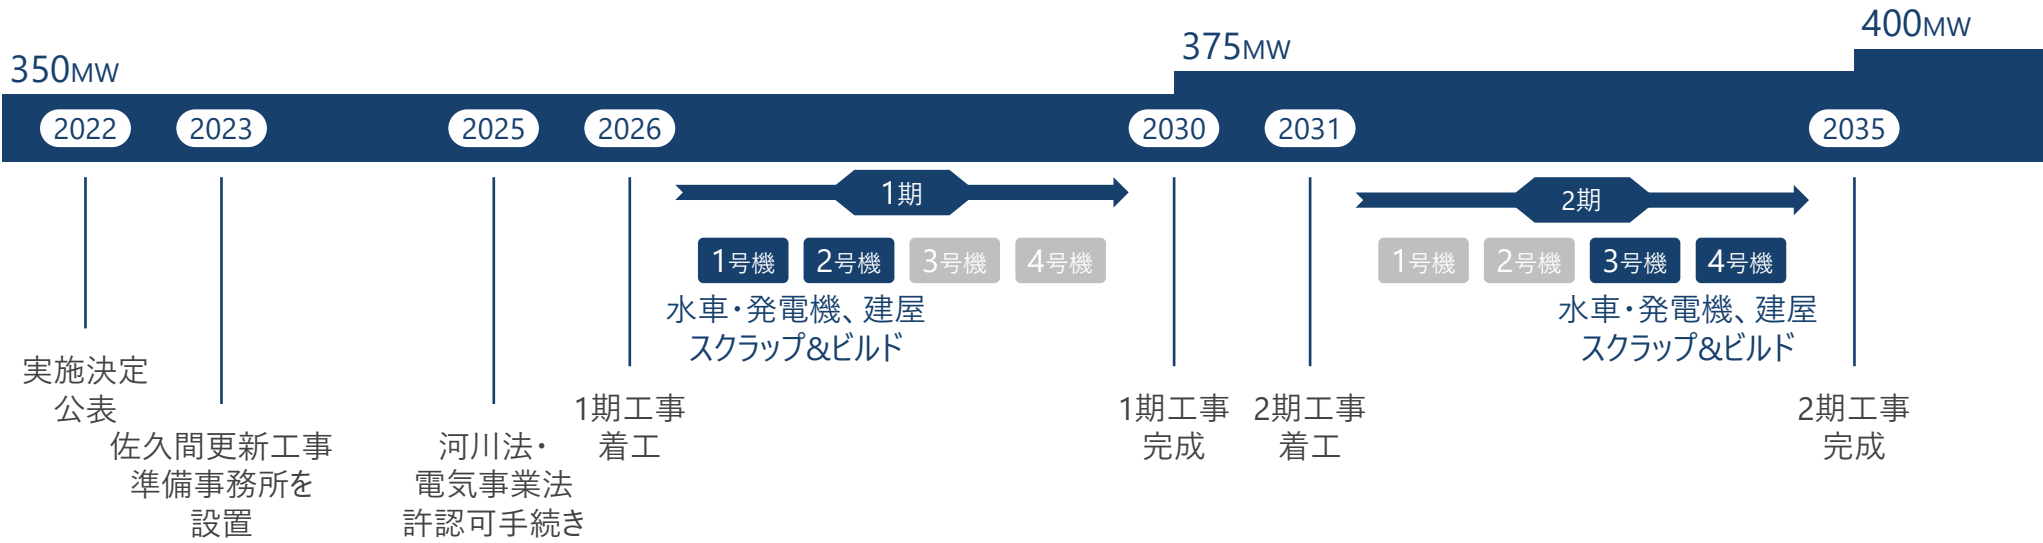 350MW
375MW
400MW
2022
2023
2025
2026
2030
2031
2035
1期
2期
1号機
2号機
3号機
4号機
1号機
2号機
3号機
4号機
水車・発電機、建屋
スクラップ&ビルド
水車・発電機、建屋
スクラップ&ビルド
実施決定
公表
佐久間更新工事
準備事務所を
設置
河川法・
電気事業法
許認可手続き
1期工事
着工
1期工事
完成
2期工事
着工
2期工事
完成